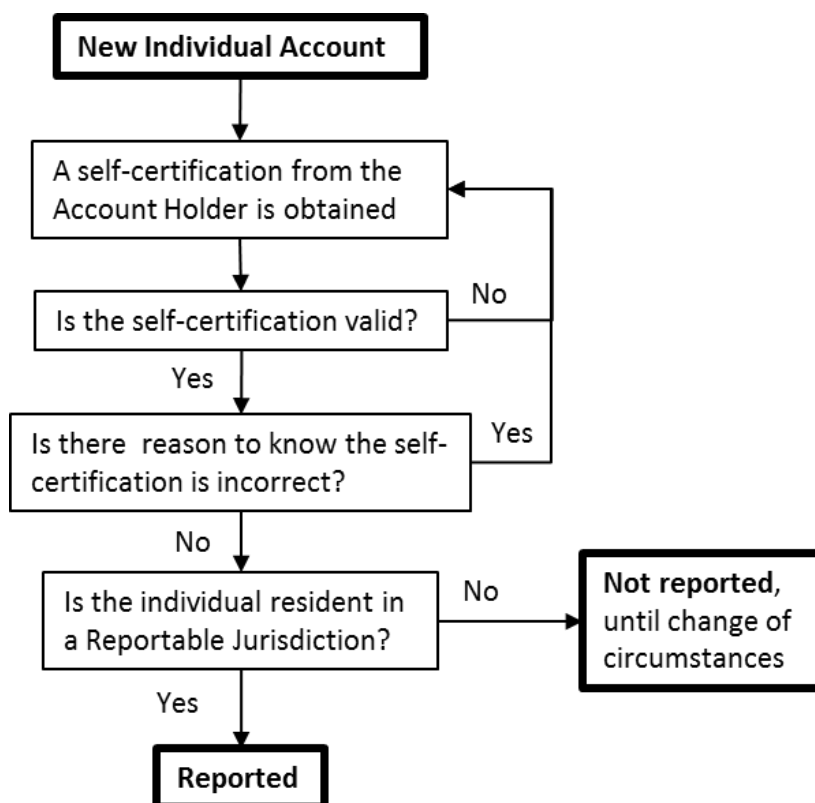 New Individual Account
A self-certification from the
Account Holder is obtained
Is the self-certification valid?
No
Yes
Is there reason to know the self-
certification is incorrect?
Yes
No
Is the individual resident in
a Reportable Jurisdiction?
No
Not reported,
until change of
circumstances
Yes
Reported